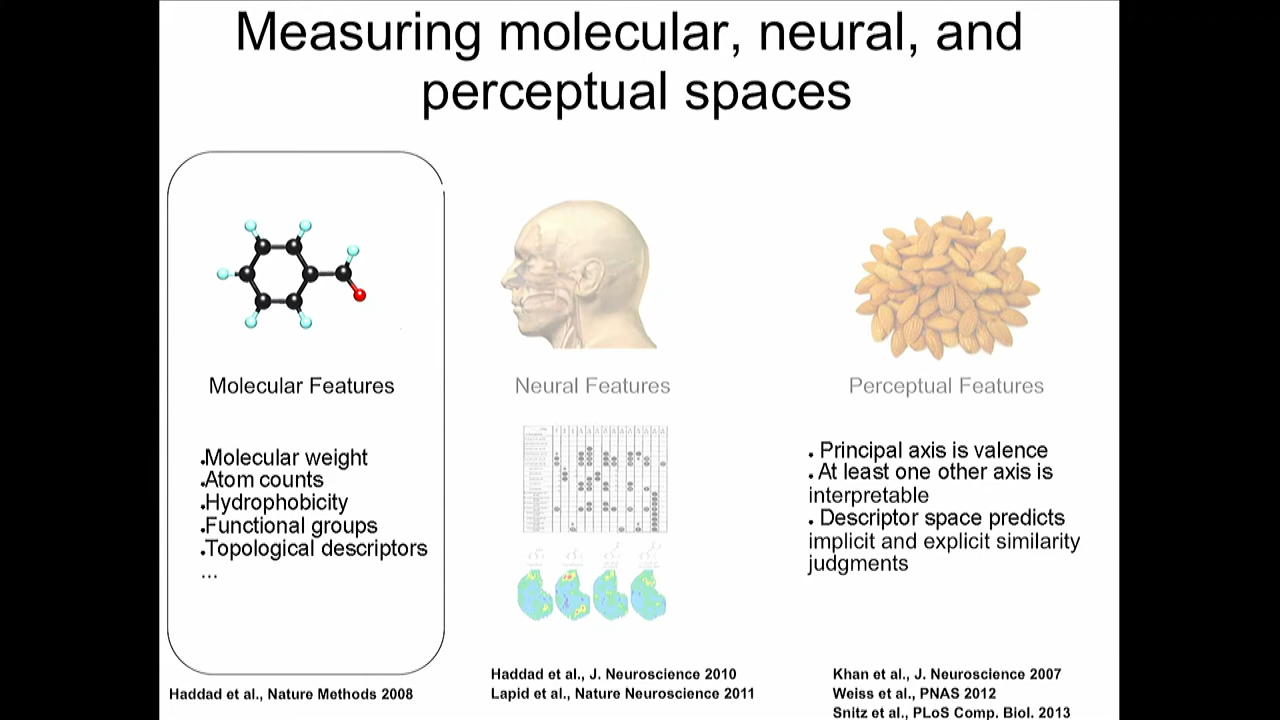 Measuring molecular, neural, and
perceptual spaces
Molecular Features
.Molecular weight
.Atom counts
.Hydrophobicity
.Functional groups
.Topological descriptors
...
Haddad et al., Nature Methods 2008
Neural Features
Haddad et al., J. Neuroscience 2010
Lapid et al., Nature Neuroscience 2011
Perceptual Features
. Principal axis is valence
. At least one other axis is
interpretable
. Descriptor space predicts
implicit and explicit similarity
judgments
Khan et al., J. Neuroscience 2007
Weiss et al., PNAS 2012
Snitz et al., PLoS Comp. Biol. 2013